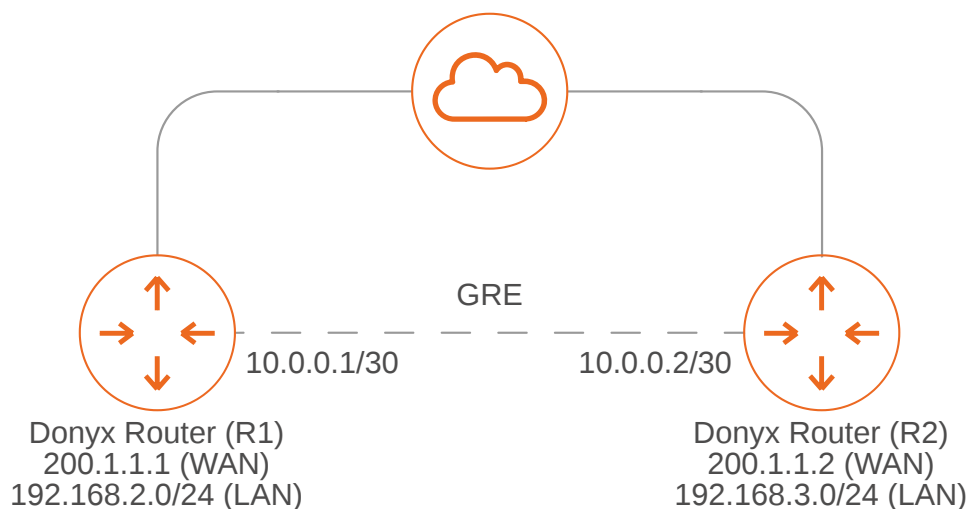 GRE
10.0.0.1/30
10.0.0.2/30
Donyx Router (R1)
200.1.1.1 (WAN)
192.168.2.0/24 (LAN)
Donyx Router (R2)
200.1.1.2 (WAN)
192.168.3.0/24 (LAN)